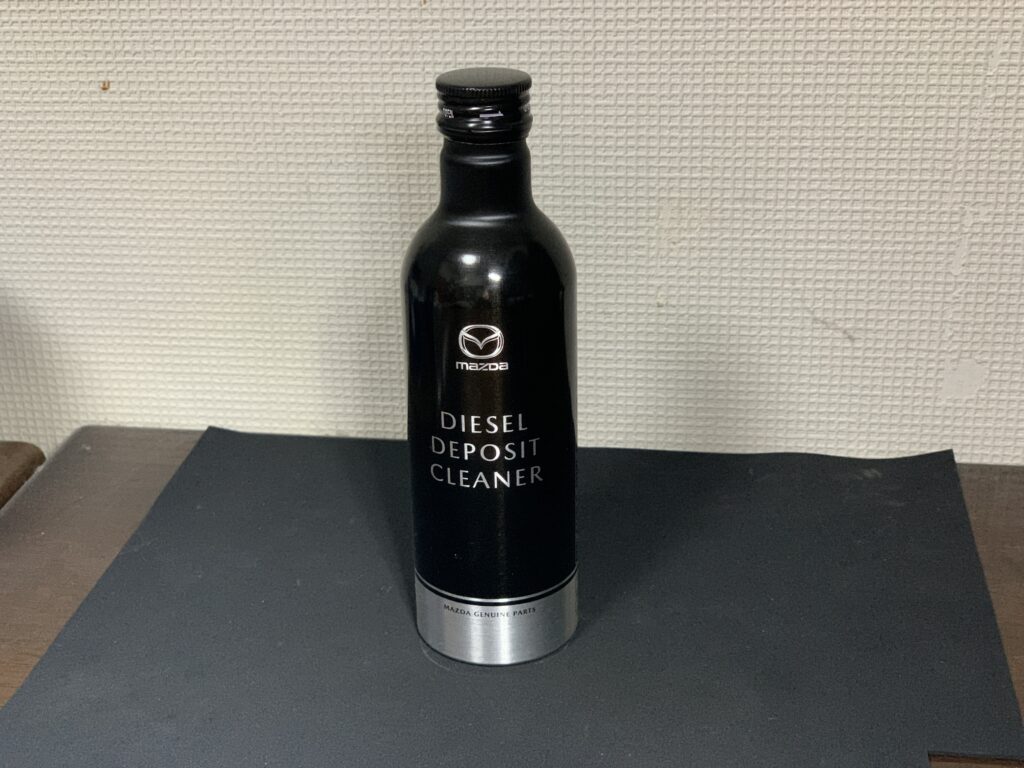 mazda
DIESEL
DEPOSIT
CLEANER
MAZDA GENUINE PARTS